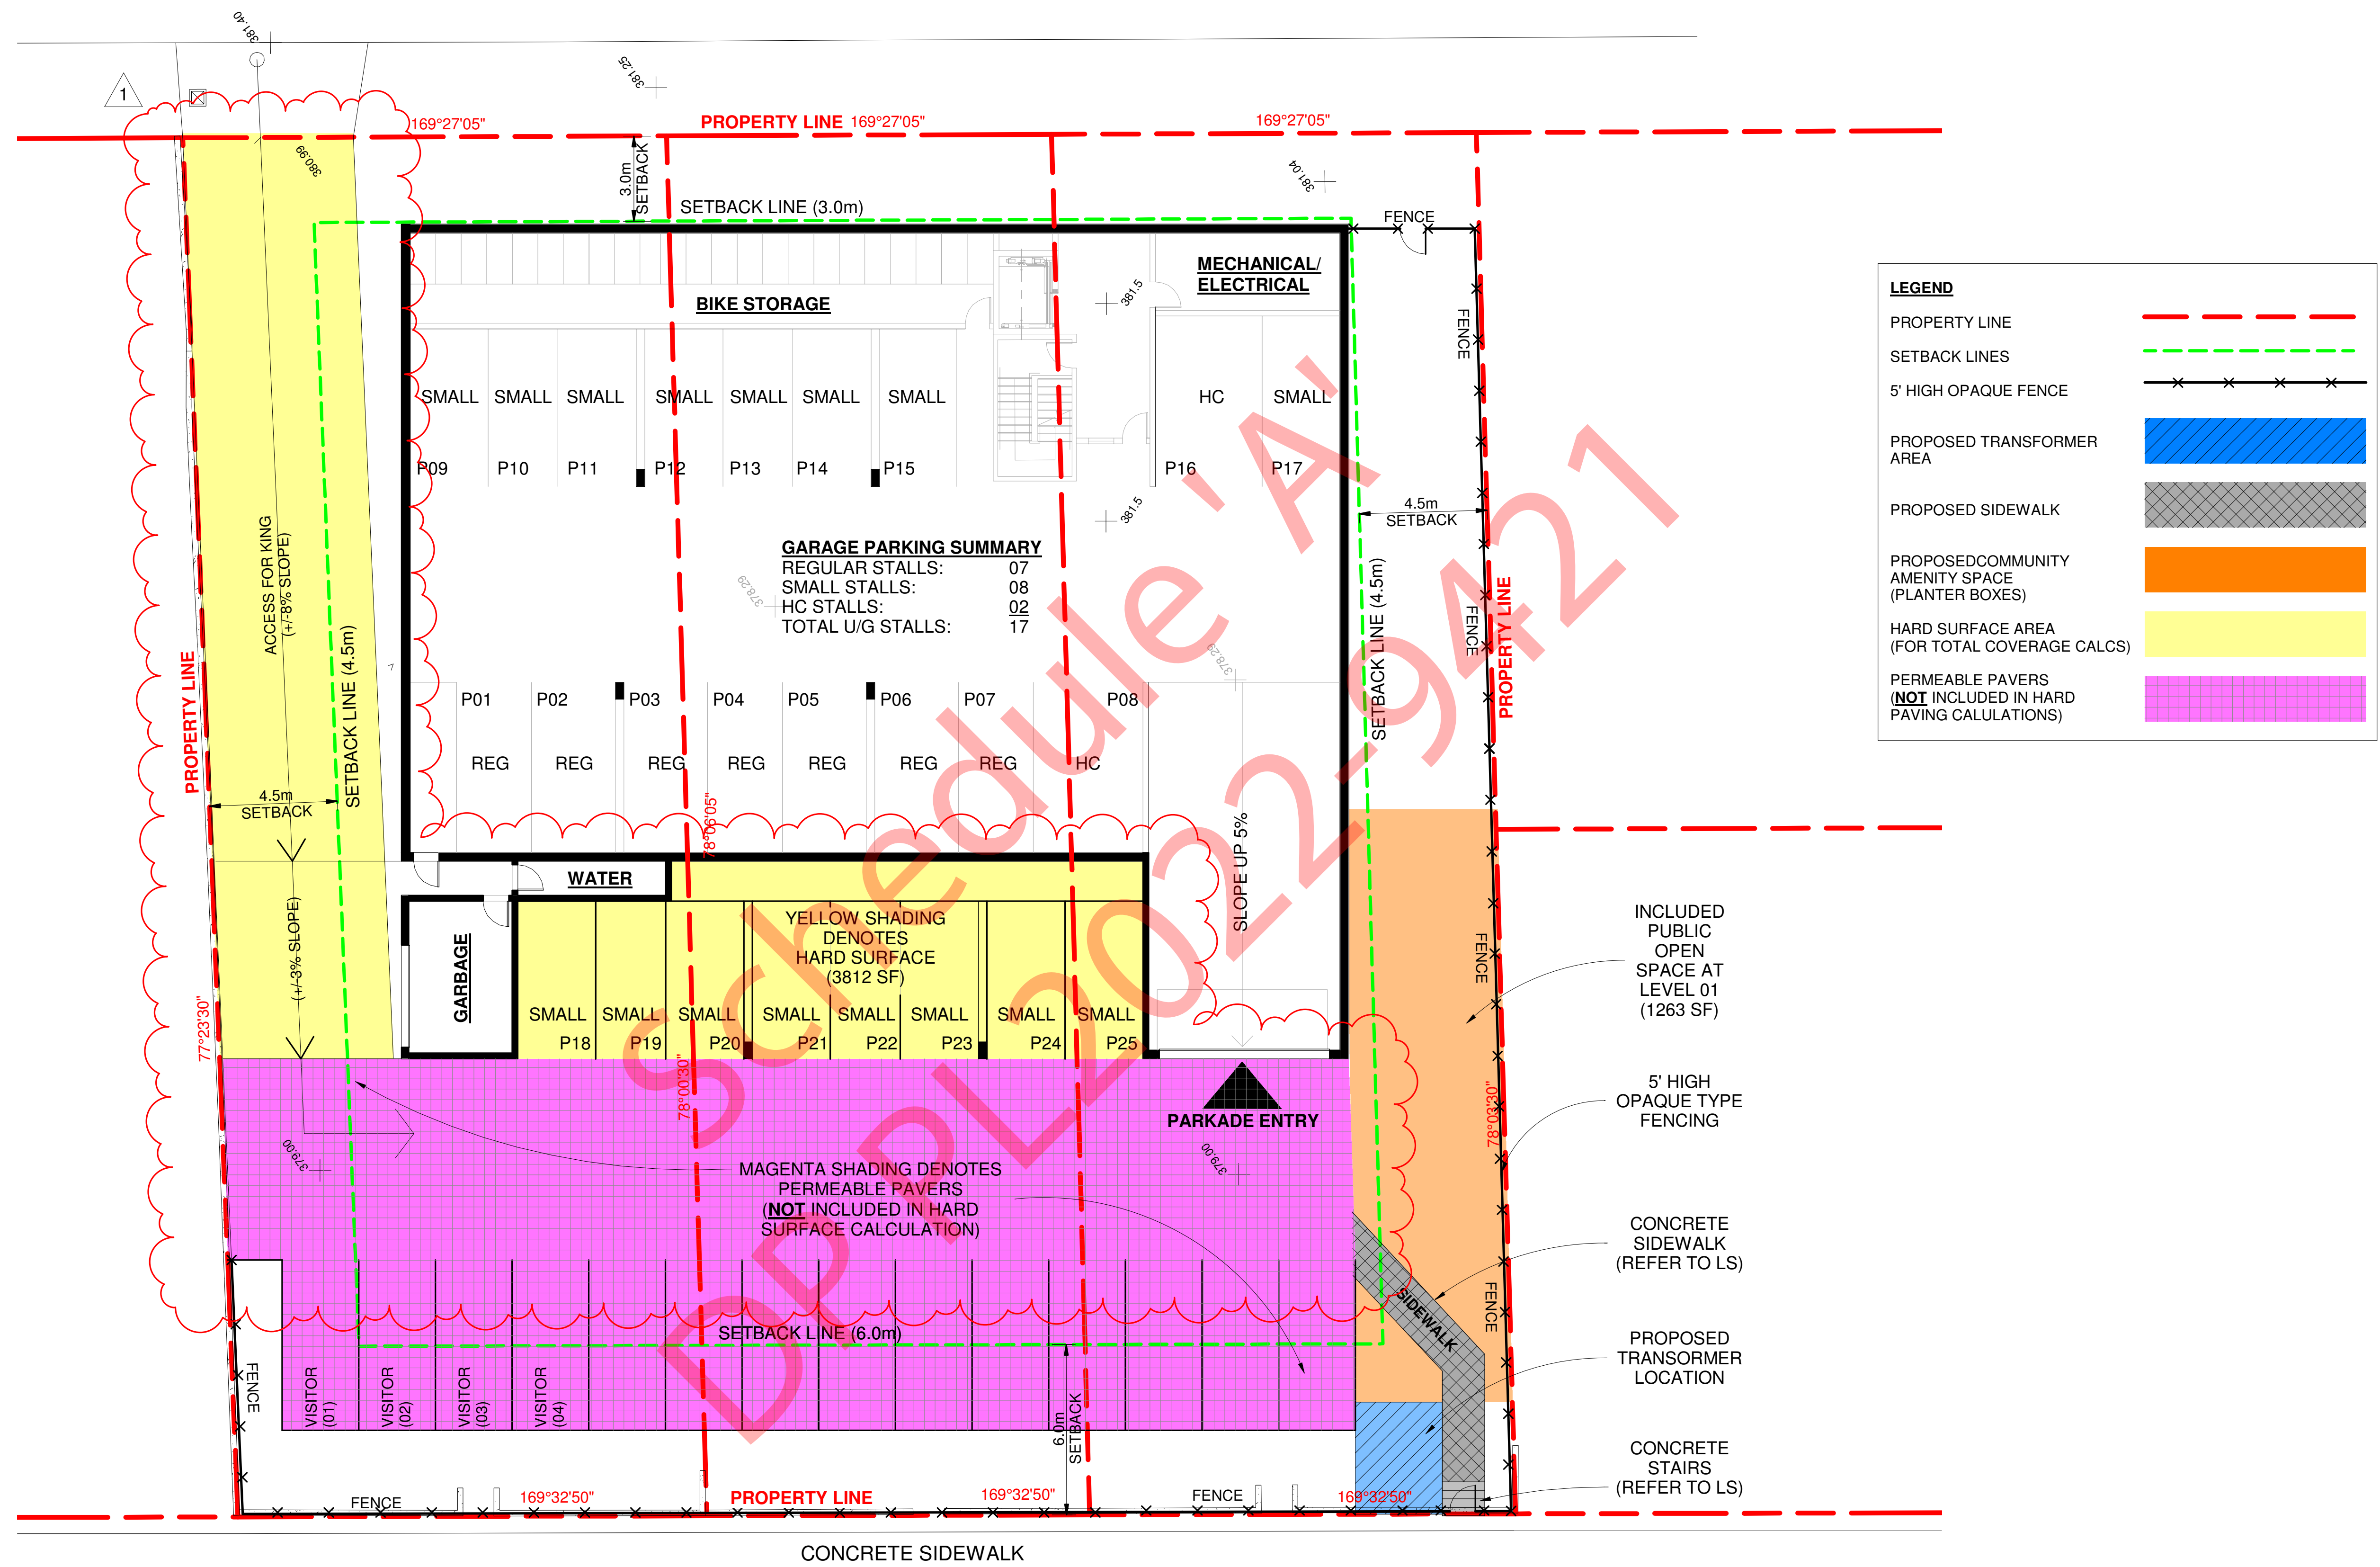 381.40
381.25
1
169°27'05"
PROPERTY LINE 169°27'05"
169°27'05"
380.99
3.0m
SETBACK
381.04
SETBACK LINE (3.0m)
FENCE
MECHANICAL/
ELECTRICAL
BIKE STORAGE
381.5
FENCE
SMALL SMALL SMALL SMALL SMALL SMALL SMALL HC SMALL
P09 P10 P11 P12 P13 P14 P15 P16 P17
381.5
4.5m
SETBACK
ACCESS FOR KING
(+/-8% SLOPE)
GARAGE PARKING SUMMARY
REGULAR STALLS: 07
SMALL STALLS: 08
HC STALLS: 02
TOTAL U/G STALLS: 17
378.29
378.29
SETBACK LINE (4.5m)
SETBACK LINE (4.5m)
FENCE
PROPERTY LINE
PROPERTY LINE
P01 P02 P03 P04 P05 P06 P07 P08
REG REG REG REG REG REG REG HC
4.5m
SETBACK
78°06'05"
SLOPE UP 5%
WATER
GARBAGE
(+/-3% SLOPE)
YELLOW SHADING
DENOTES
HARD SURFACE
(3812 SF)
SMALL SMALL SMALL SMALL SMALL SMALL SMALL SMALL
P18 P19 P20 P21 P22 P23 P24 P25
77°23'30"
78°00'30"
FENCE
78°03'30"
PARKADE ENTRY
379.00
379.00
MAGENTA SHADING DENOTES
PERMEABLE PAVERS
(NOT INCLUDED IN HARD
SURFACE CALCULATION)
SIDEWALK
FENCE
SETBACK LINE (6.0m)
FENCE
VISITOR
(01)
VISITOR
(02)
VISITOR
(03)
VISITOR
(04)
6.0m
SETBACK
FENCE
169°32'50"
PROPERTY LINE
169°32'50"
FENCE
169°32'50"
CONCRETE SIDEWALK
INCLUDED
PUBLIC
OPEN
SPACE AT
LEVEL 01
(1263 SF)
5' HIGH
OPAQUE TYPE
FENCING
CONCRETE
SIDEWALK
(REFER TO LS)
PROPOSED
TRANSORMER
LOCATION
CONCRETE
STAIRS
(REFER TO LS)
LEGEND
PROPERTY LINE
SETBACK LINES
5' HIGH OPAQUE FENCE
PROPOSED TRANSFORMER
AREA
PROPOSED SIDEWALK
PROPOSEDCOMMUNITY
AMENITY SPACE
(PLANTER BOXES)
HARD SURFACE AREA
(FOR TOTAL COVERAGE CALCS)
PERMEABLE PAVERS
(NOT INCLUDED IN HARD
PAVING CALULATIONS)
Schedule 'A'
DP PL2022-9421